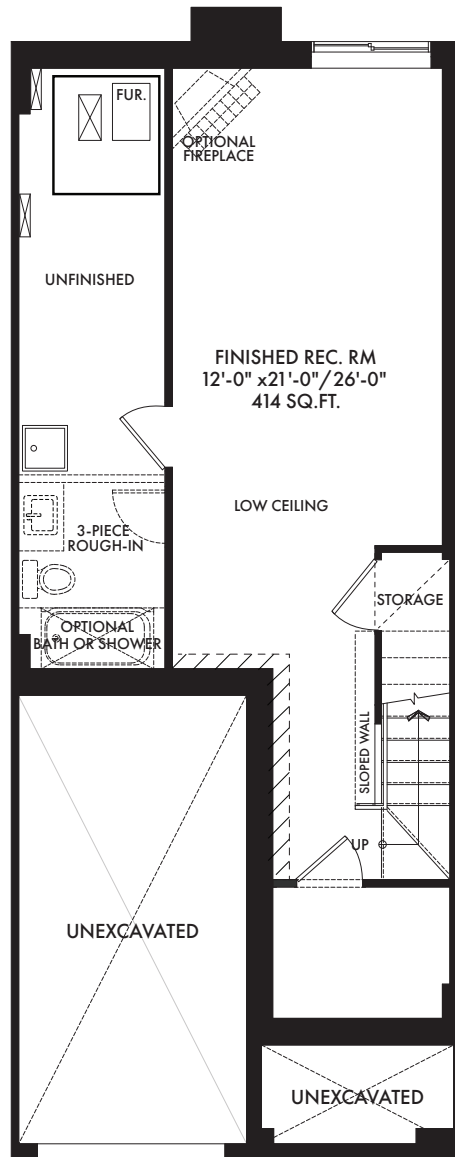 FUR.
OPTIONAL
FIREPLACE
UNFINISHED
FINISHED REC. RM
12'-0" x21'-0"/26'-0"
414 SQ.FT.
LOW CEILING
3-PIECE
ROUGH-IN
STORAGE
OPTIONAL
BATH OR SHOWER
SLOPED WALL
UP
UNEXCAVATED
UNEXCAVATED